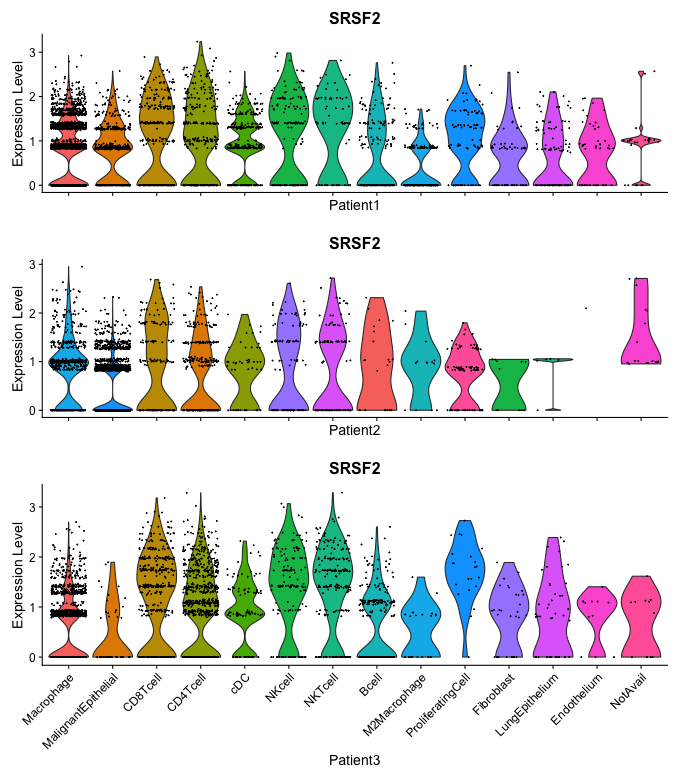 SRSF2
Expression Level
3
2
1
0
Patient1
SRSF2
Expression Level
3
2
1
0
Patient2
SRSF2
Expression Level
3
2
1
0
Macrophage
MalignantEpithelial
CD8Tcell
CD4Tcell
cDC
NKcell
NKTcell
Bcell
M2Macrophage
ProliferatingCell
Fibroblast
LungEpithelium
Endothelium
NotAvail
Patient3